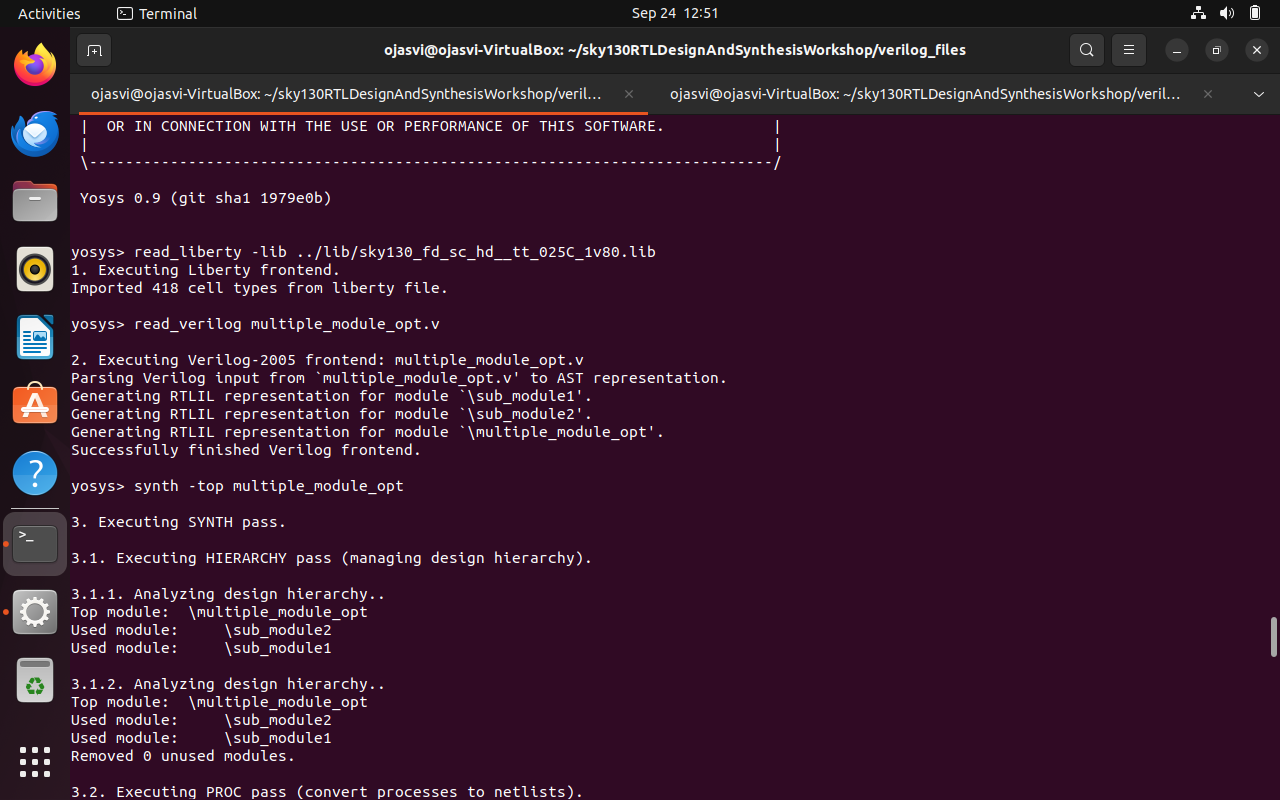 Activities
Terminal
Sep 24 12:51
ojasvi@ojasvi-VirtualBox: ~/sky130RTLDesignAndSynthesisWorkshop/verilog_files
ojasvi@ojasvi-VirtualBox: ~/sky130RTLDesignAndSynthesisWorkshop/veril...
ojasvi@ojasvi-VirtualBox: ~/sky130RTLDesignAndSynthesisWorkshop/veril...
|  OR IN CONNECTION WITH THE USE OR PERFORMANCE OF THIS SOFTWARE.            |
|                                                                            |
\----------------------------------------------------------------------------/
Yosys 0.9 (git sha1 1979e0b)
yosys> read_liberty -lib ../lib/sky130_fd_sc_hd__tt_025C_1v80.lib
1. Executing Liberty frontend.
Imported 418 cell types from liberty file.
yosys> read_verilog multiple_module_opt.v
2. Executing Verilog-2005 frontend: multiple_module_opt.v
Parsing Verilog input from `multiple_module_opt.v' to AST representation.
Generating RTLIL representation for module `\sub_module1'.
Generating RTLIL representation for module `\sub_module2'.
Generating RTLIL representation for module `\multiple_module_opt'.
Successfully finished Verilog frontend.
yosys> synth -top multiple_module_opt
3. Executing SYNTH pass.
3.1. Executing HIERARCHY pass (managing design hierarchy).
3.1.1. Analyzing design hierarchy..
Top module:  \multiple_module_opt
Used module:     \sub_module2
Used module:     \sub_module1
3.1.2. Analyzing design hierarchy..
Top module:  \multiple_module_opt
Used module:     \sub_module2
Used module:     \sub_module1
Removed 0 unused modules.
3.2. Executing PROC pass (convert processes to netlists).